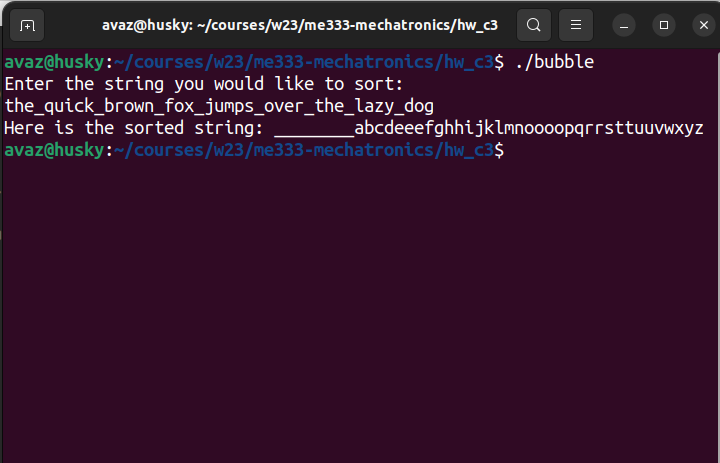 avaz@husky: ~/courses/w23/me333-mechatronics/hw_c3
avaz@husky:~/courses/w23/me333-mechatronics/hw_c3$ ./bubble
Enter the string you would like to sort:
the_quick_brown_fox_jumps_over_the_lazy_dog
Here is the sorted string: ________abcdeeefghhijklmnoooopqrrsttuuvwxyz
avaz@husky:~/courses/w23/me333-mechatronics/hw_c3$